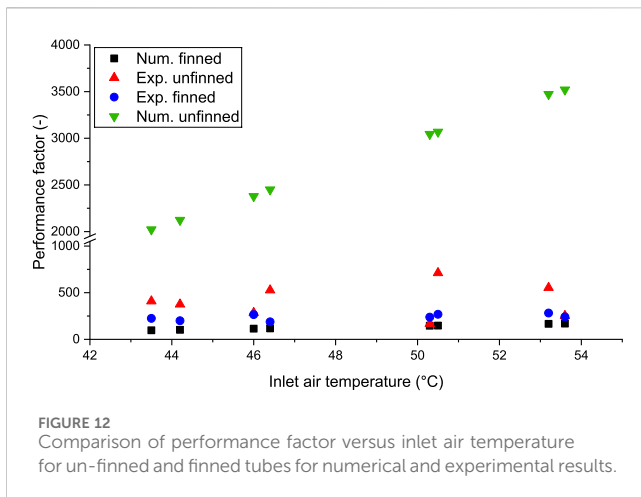 4000
3500
3000
2500
2000
1000
500
0
Performance factor (-)
Num. finned
Exp. unfinned
Exp. finned
Num. unfinned
42 44 46 48 50 52 54
Inlet air temperature (°C)
FIGURE 12
Comparison of performance factor versus inlet air temperature
for un-finned and finned tubes for numerical and experimental results.